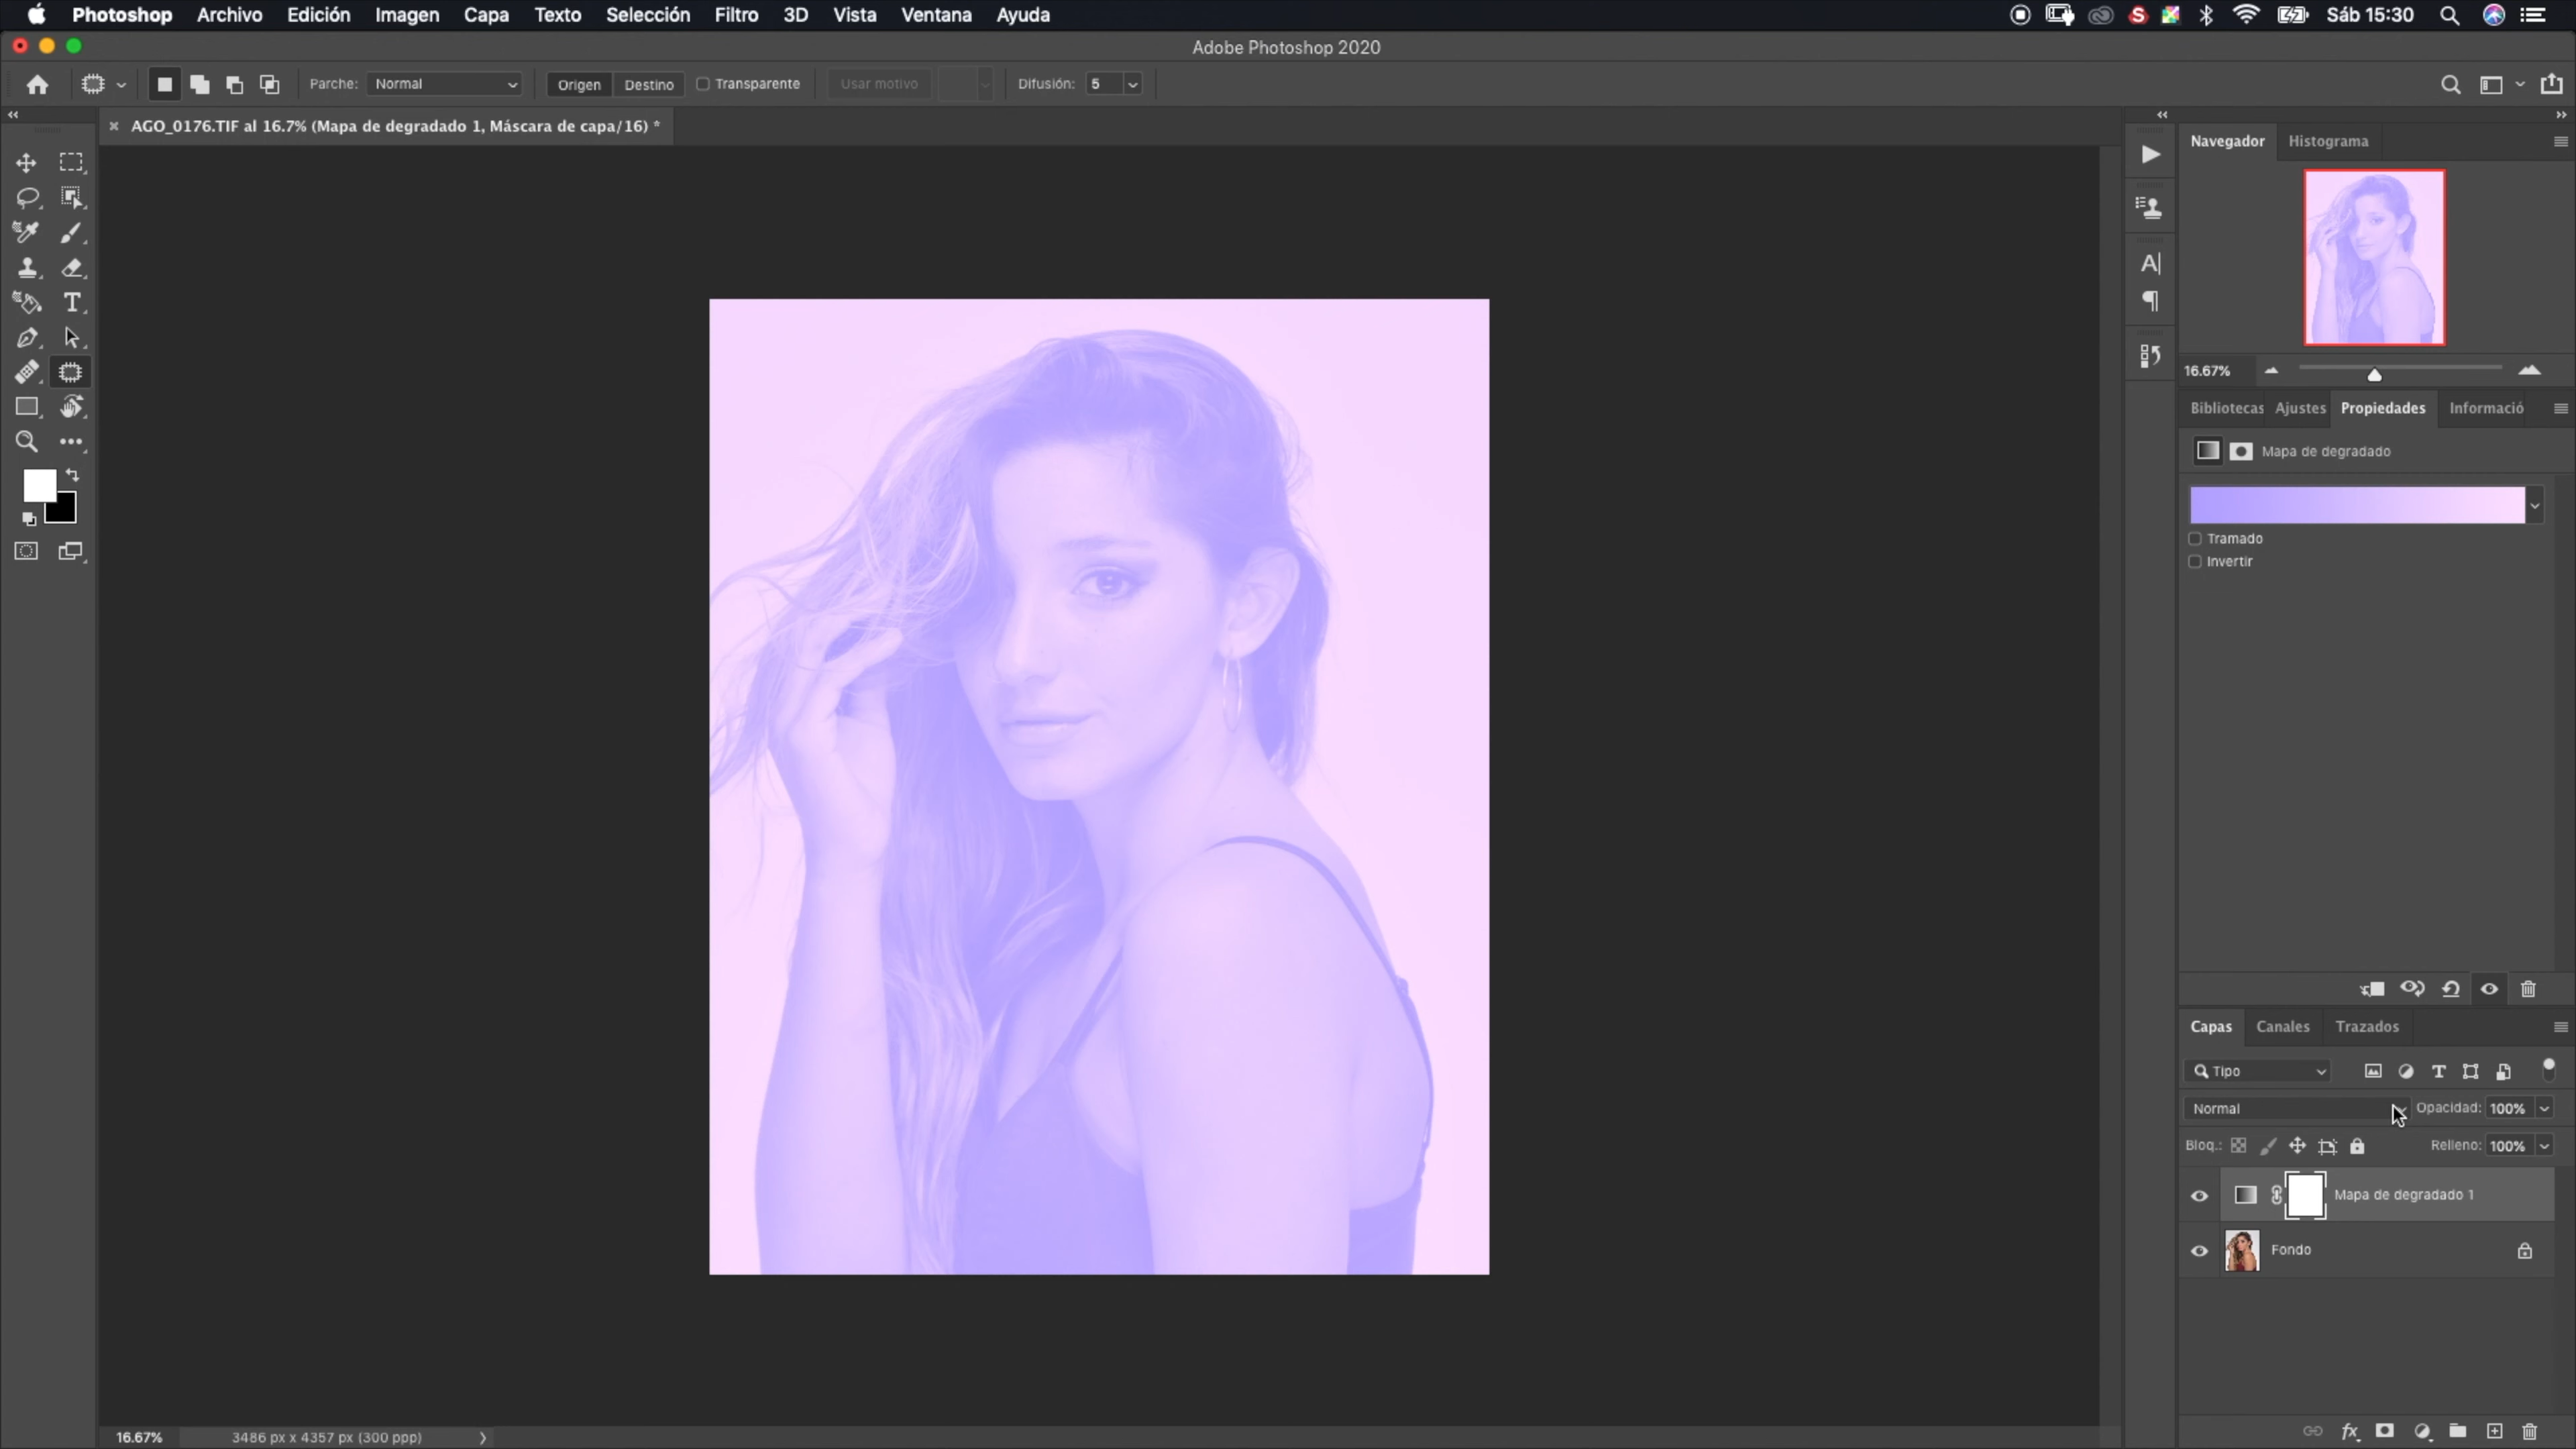 Photoshop Archivo Edición Imagen Capa Texto Selección Filtro 3D Vista Ventana Ayuda Sáb 15:30
Adobe Photoshop 2020
Parche: Normal Origen Destino Transparente Usar motivo Difusión: 5
AGO_0176.TIF al 16.7% (Mapa de degradado 1, Máscara de capa/16) *
Navegador Histograma
16.67%
Bibliotecas Ajustes Propiedades Informació
Mapa de degradado
Tramado
Invertir
Capas Canales Trazados
Tipo
Normal Opacidad: 100%
Bloq.: Relleno: 100%
Mapa de degradado 1
Fondo
16.67% 3486 px x 4357 px (300 ppp)